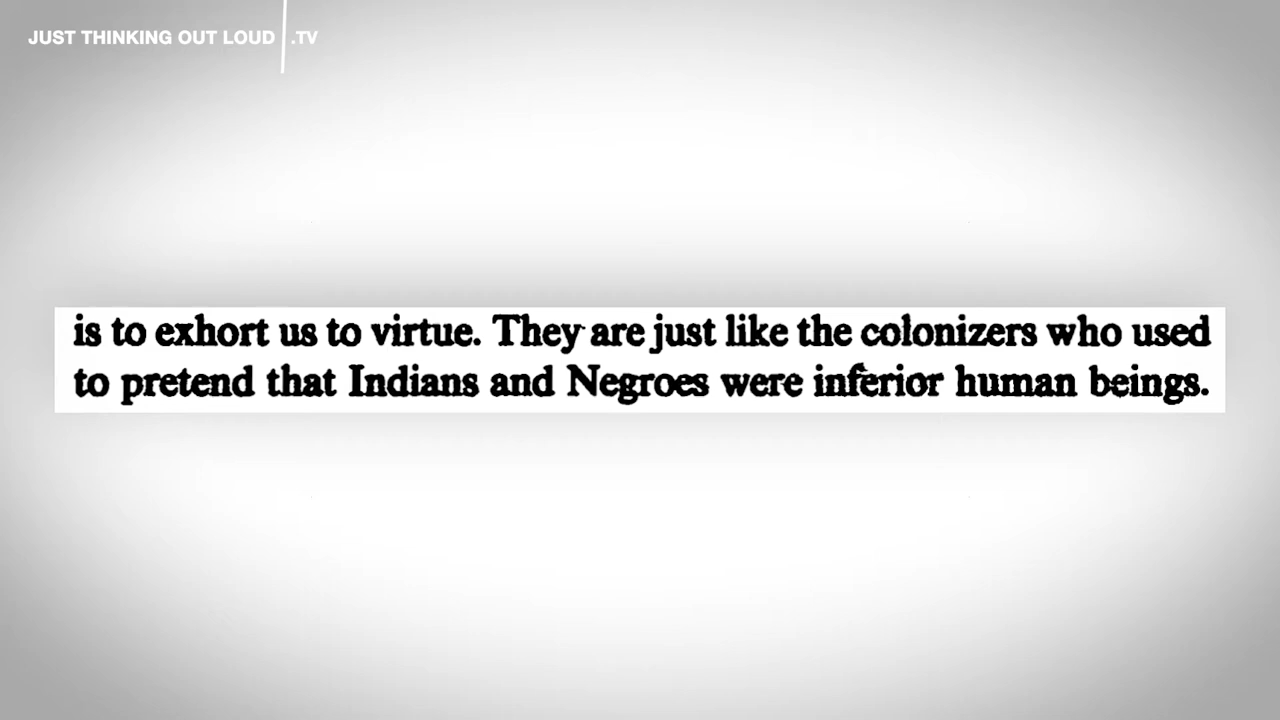 JUST THINKING OUT LOUD .TV
is to exhort us to virtue. They are just like the colonizers who used
to pretend that Indians and Negroes were inferior human beings.